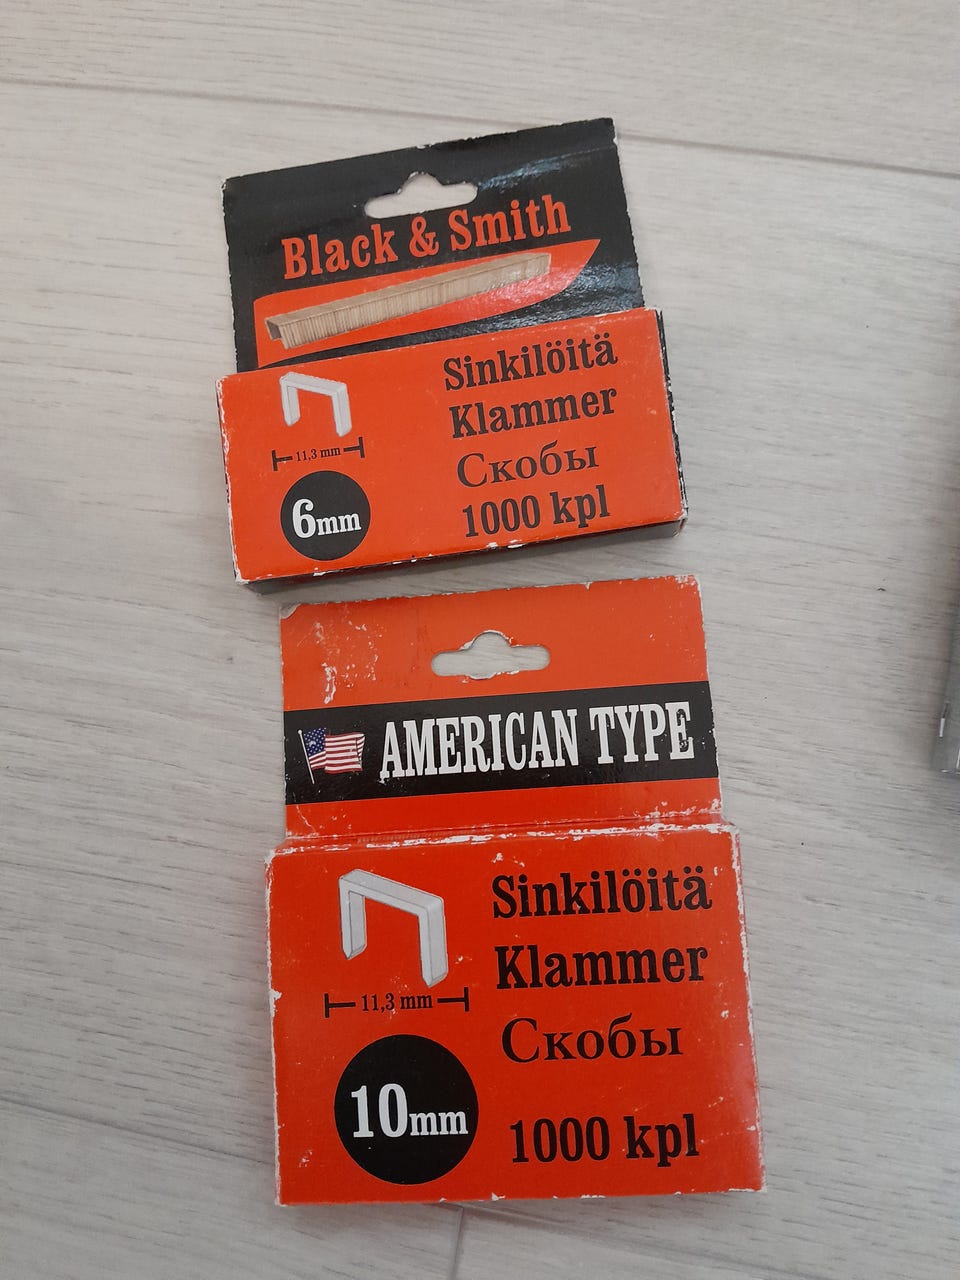 Black & Smith
Sinkilöitä
Klammer
Скобы
1000 kpl
11,3 mm
6mm
AMERICAN TYPE
Sinkilöitä
Klammer
Скобы
1000 kpl
11,3 mm
10mm